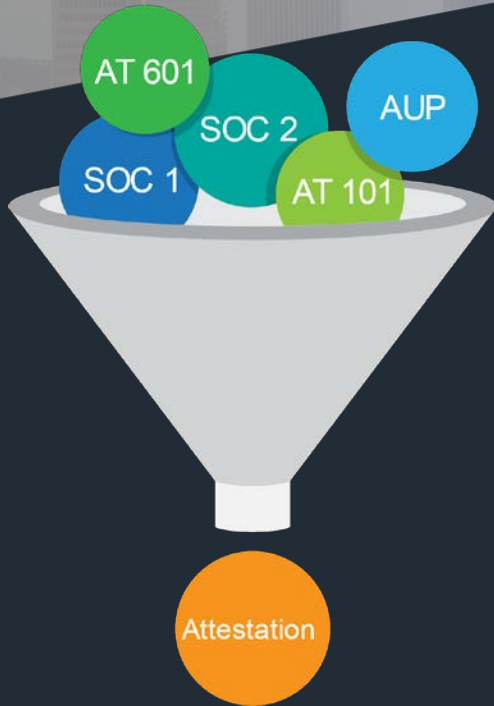 AT 601
SOC 2
AUP
SOC 1
AT 101
Attestation